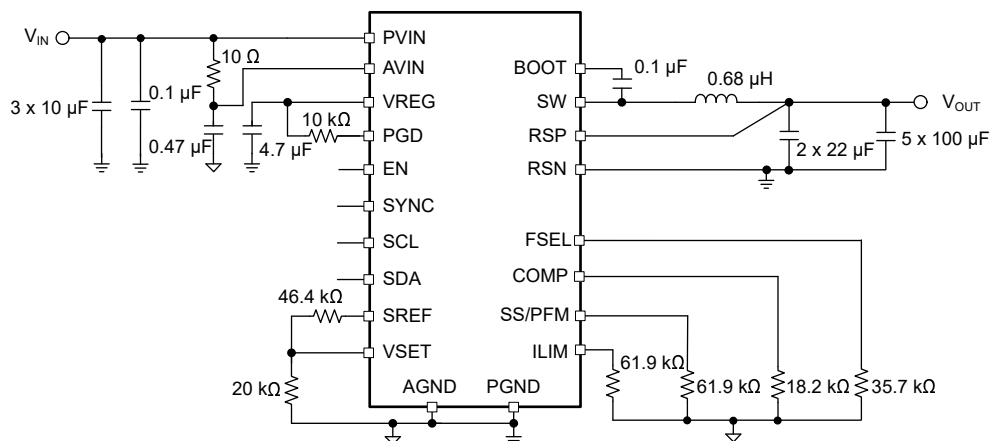 V_IN
PVIN
10 Ω
AVIN
BOOT
0.1 µF
0.68 µH
3 x 10 µF
0.1 µF
VREG
SW
V_OUT
10 kΩ
PGD
RSP
0.47 µF
4.7 µF
2 x 22 µF
5 x 100 µF
EN
RSN
SYNC
SCL
FSEL
SDA
COMP
46.4 kΩ
SREF
SS/PFM
VSET
ILIM
20 kΩ
AGND
PGND
61.9 kΩ
61.9 kΩ
18.2 kΩ
35.7 kΩ